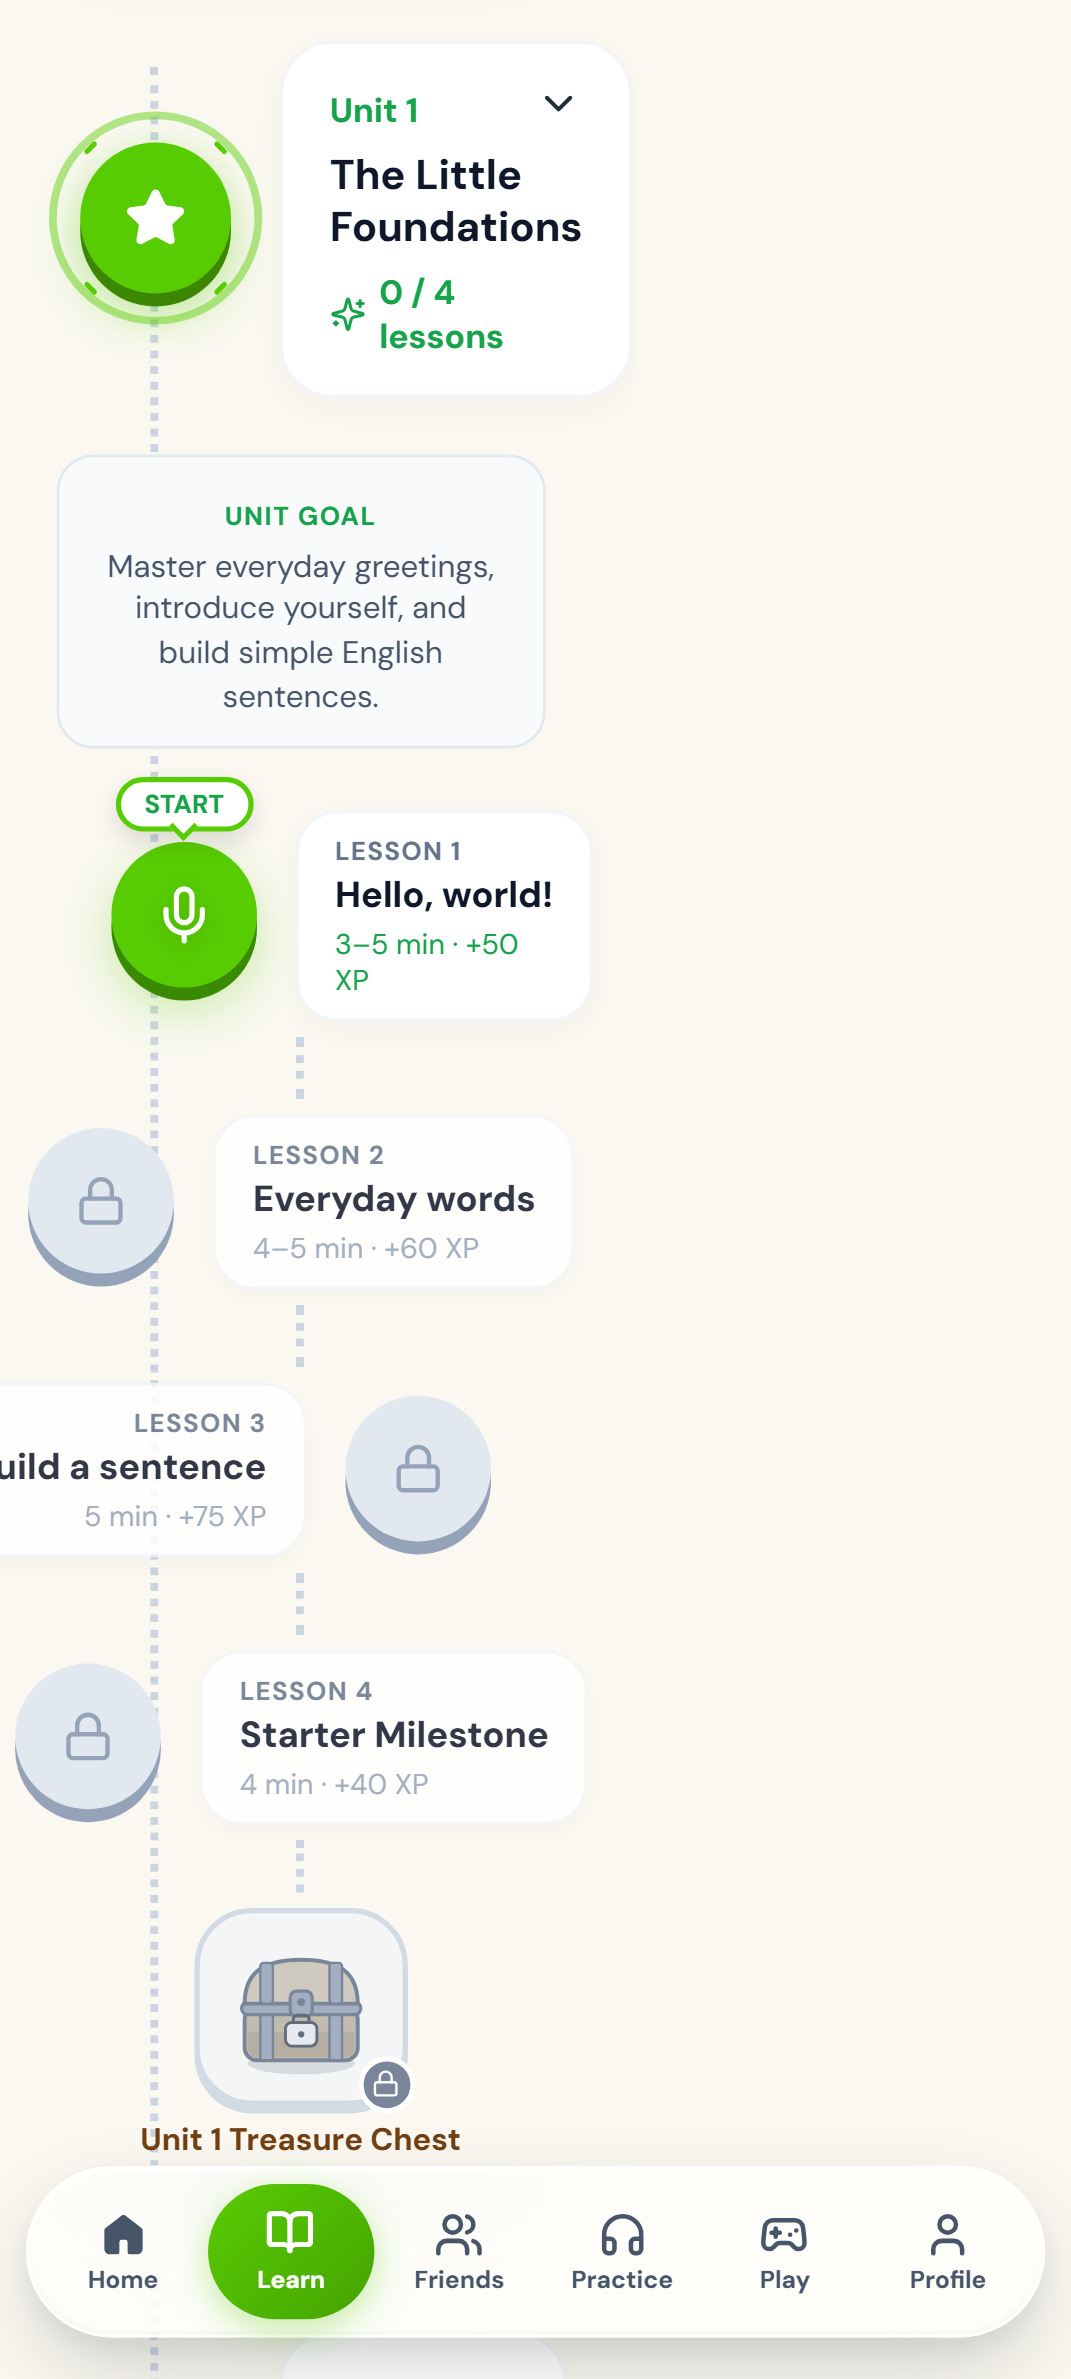 Unit 1
The Little
Foundations
0 / 4
lessons
UNIT GOAL
Master everyday greetings,
introduce yourself, and
build simple English
sentences.
START
LESSON 1
Hello, world!
3–5 min · +50
XP
LESSON 2
Everyday words
4–5 min · +60 XP
LESSON 3
uild a sentence
5 min · +75 XP
LESSON 4
Starter Milestone
4 min · +40 XP
Unit 1 Treasure Chest
Home
Learn
Friends
Practice
Play
Profile